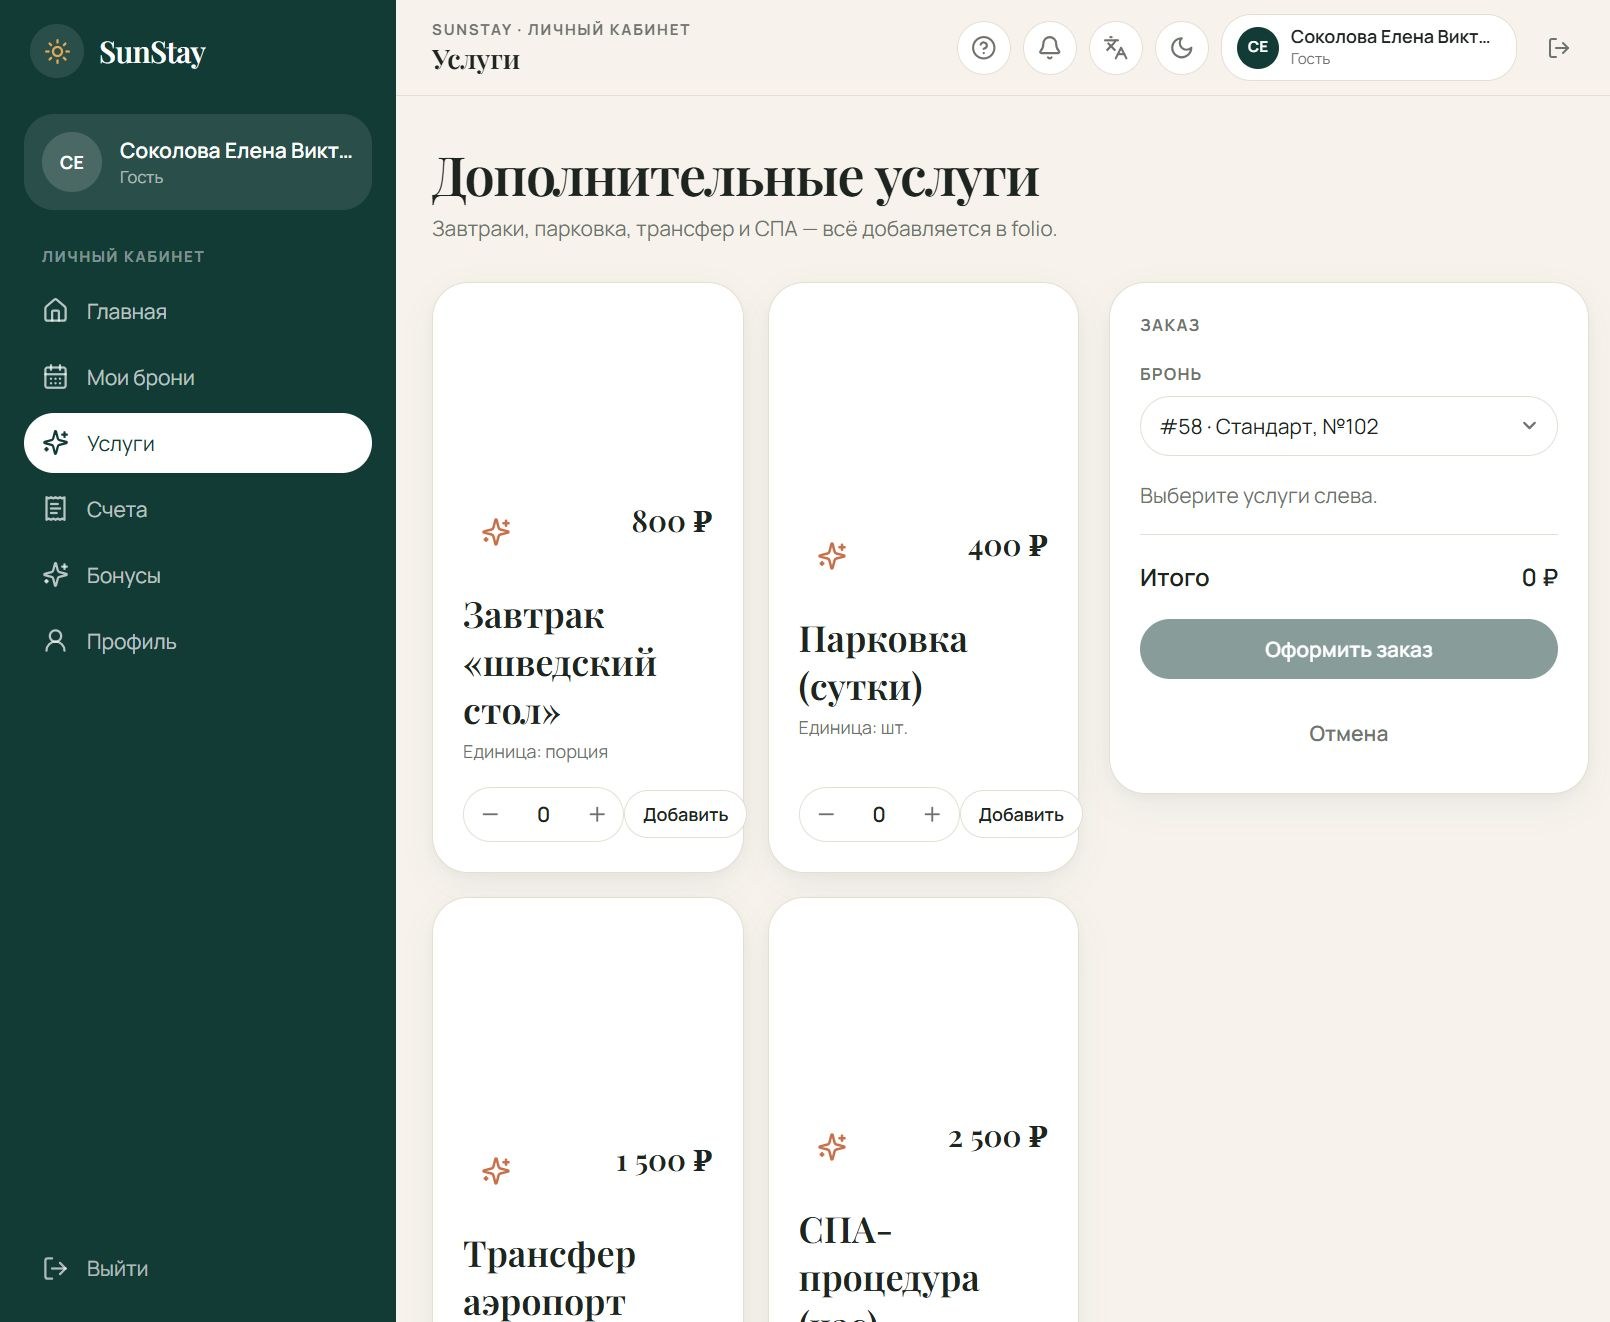 SunStay
СЕ
Соколова Елена Викт...
Гость
ЛИЧНЫЙ КАБИНЕТ
Главная
Мои брони
Услуги
Счета
Бонусы
Профиль
Выйти
SUNSTAY · ЛИЧНЫЙ КАБИНЕТ
Услуги
СЕ
Соколова Елена Викт...
Гость
Дополнительные услуги
Завтраки, парковка, трансфер и СПА — всё добавляется в folio.
800 ₽
Завтрак
«шведский
стол»
Единица: порция
0
Добавить
400 ₽
Парковка
(сутки)
Единица: шт.
0
Добавить
1 500 ₽
Трансфер
аэропорт
2 500 ₽
СПА-
процедура
(час)
ЗАКАЗ
БРОНЬ
#58 · Стандарт, №102
Выберите услуги слева.
Итого
0 ₽
Оформить заказ
Отмена